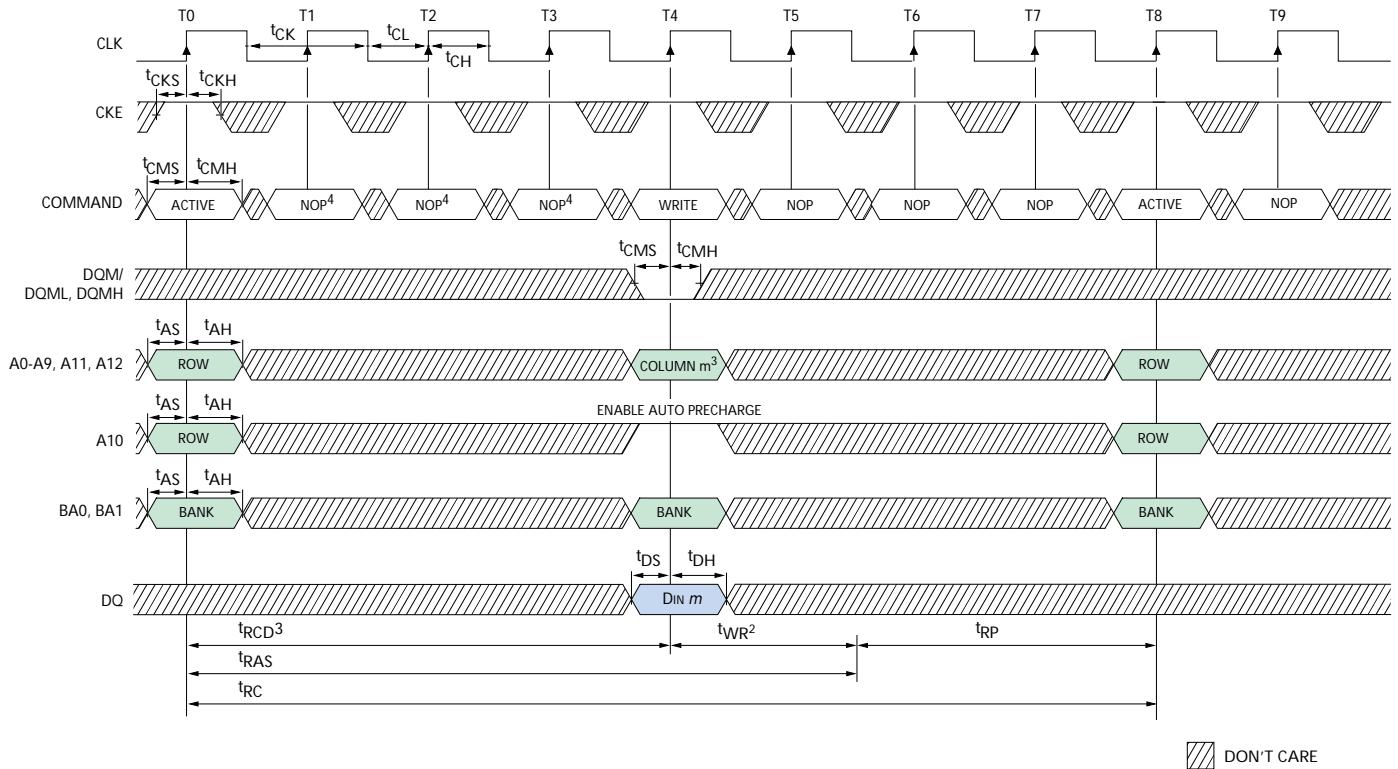 T0 T1 T2 T3 T4 T5 T6 T7 T8 T9
CLK
tCK tCL
tCH
tCKS tCKH
CKE
tCMS tCMH
COMMAND ACTIVE NOP4 NOP4 NOP4 WRITE NOP NOP NOP ACTIVE NOP
tCMS tCMH
DQM/
DQML, DQMH
tAS tAH
A0-A9, A11, A12 ROW COLUMN m3 ROW
tAS tAH ENABLE AUTO PRECHARGE
A10 ROW ROW
tAS tAH
BA0, BA1 BANK BANK BANK
tDS tDH
DQ DIN m
tRCD3 tWR2 tRP
tRAS
tRC
DON'T CARE